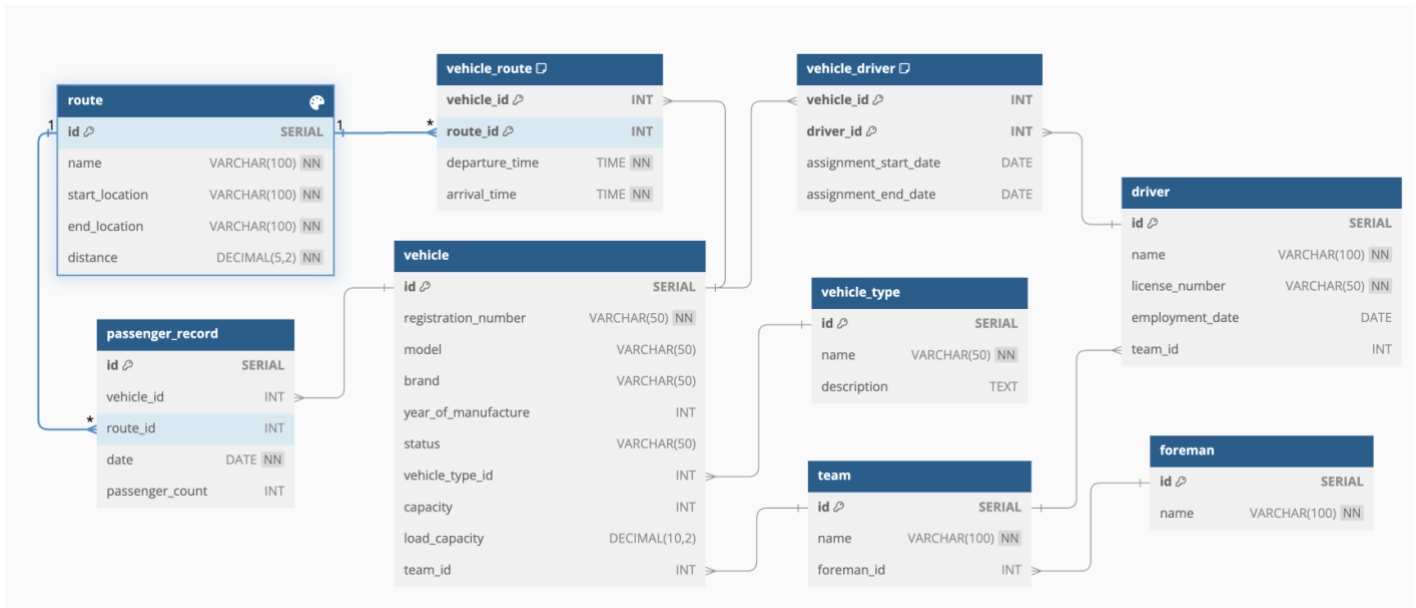 route
1
id SERIAL
1
name VARCHAR(100) NN
start_location VARCHAR(100) NN
end_location VARCHAR(100) NN
distance DECIMAL(5,2) NN
vehicle_route
vehicle_id INT
*
route_id INT
departure_time TIME NN
arrival_time TIME NN
vehicle_driver
vehicle_id INT
driver_id INT
assignment_start_date DATE
assignment_end_date DATE
driver
id SERIAL
name VARCHAR(100) NN
license_number VARCHAR(50) NN
employment_date DATE
team_id INT
passenger_record
id SERIAL
vehicle_id INT
*
route_id INT
date DATE NN
passenger_count INT
vehicle
id SERIAL
registration_number VARCHAR(50) NN
model VARCHAR(50)
brand VARCHAR(50)
year_of_manufacture INT
status VARCHAR(50)
vehicle_type_id INT
capacity INT
load_capacity DECIMAL(10,2)
team_id INT
vehicle_type
id SERIAL
name VARCHAR(50) NN
description TEXT
team
id SERIAL
name VARCHAR(100) NN
foreman_id INT
foreman
id SERIAL
name VARCHAR(100) NN